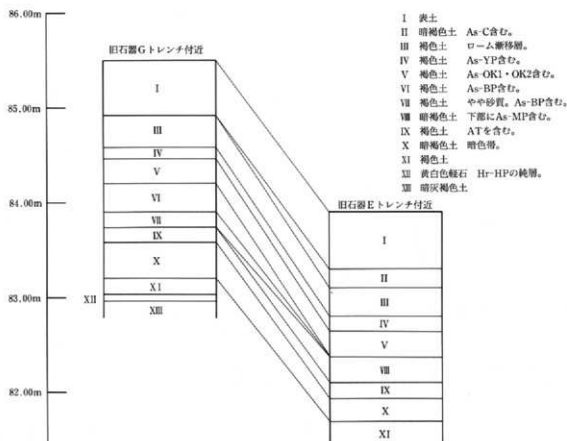 86.00m
85.00m
84.00m
83.00m
82.00m
旧石器Gトレンチ付近
I
III
IV
V
VI
VII
IX
X
XI
XII
XIII
旧石器Eトレンチ付近
I
II
III
IV
V
VIII
IX
X
XI
I 表土
II 暗褐色土 As-C含む。
III 褐色土 ローム漸移層。
IV 褐色土 As-YP含む。
V 褐色土 As-OK1・OK2含む。
VI 褐色土 As-BP含む。
VII 褐色土 やや砂質。As-BP含む。
VIII 暗褐色土 下部にAs-MP含む。
IX 褐色土 ATを含む。
X 暗褐色土 暗色帯。
XI 褐色土
XII 黄白色軽石 Hr-HPの純層。
XIII 暗灰褐色土